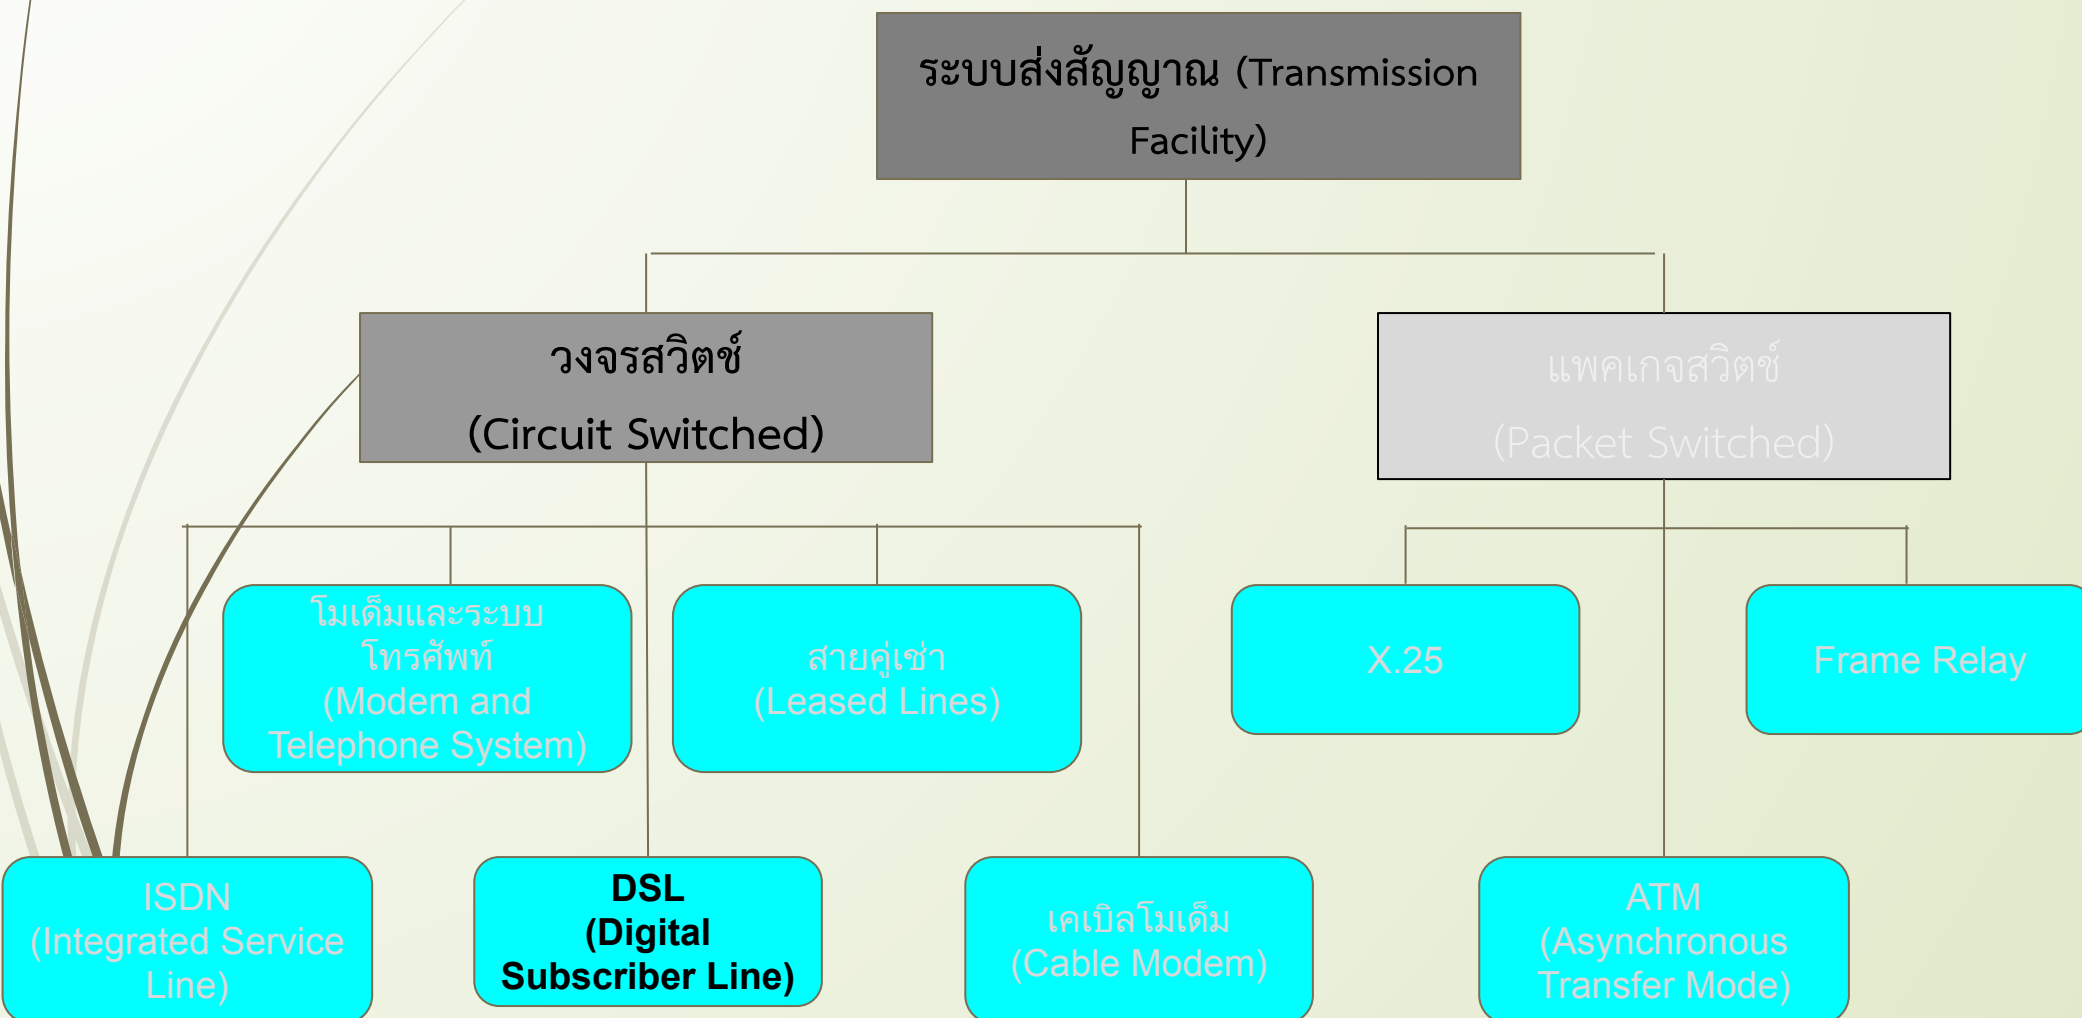 ระบบส่งสัญญาณ (Transmission
Facility)
วงจรสวิตช์
(Circuit Switched)
แพคเกจสวิตช์
(Packet Switched)
โมเด็มและระบบ
โทรศัพท์
(Modem and
Telephone System)
สายคู่เช่า
(Leased Lines)
X.25
Frame Relay
ISDN
(Integrated Service
Line)
DSL
(Digital
Subscriber Line)
เคเบิลโมเด็ม
(Cable Modem)
ATM
(Asynchronous
Transfer Mode)